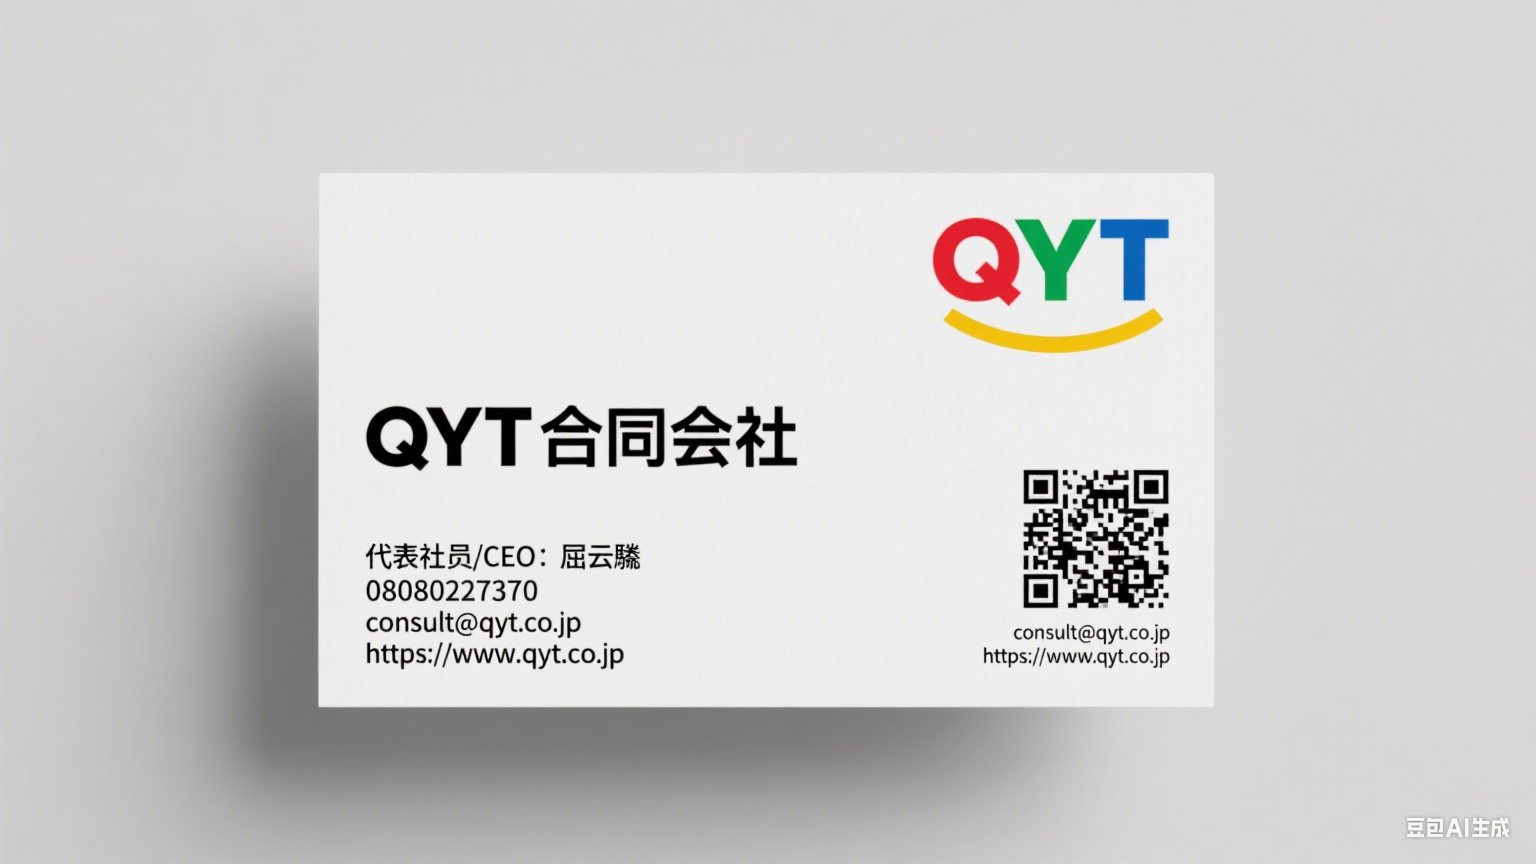 QYT
QYT合同会社
代表社员/CEO：屈云騰
08080227370
consult@qyt.co.jp
https://www.qyt.co.jp
consult@qyt.co.jp
https://www.qyt.co.jp
豆包AI生成